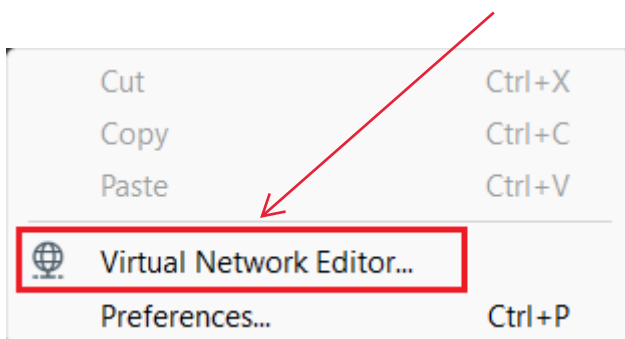 Cut Ctrl+X
Copy Ctrl+C
Paste Ctrl+V
Virtual Network Editor...
Preferences... Ctrl+P